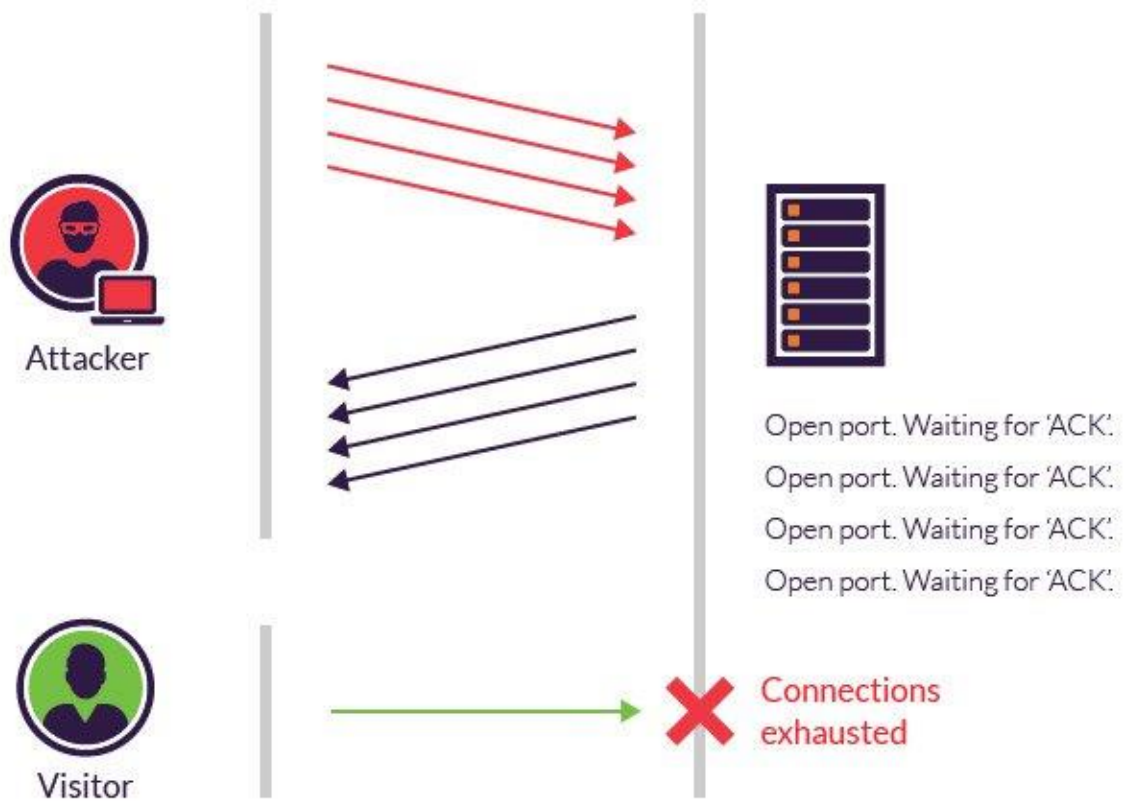 Attacker
Open port. Waiting for ‘ACK’.
Open port. Waiting for ‘ACK’.
Open port. Waiting for ‘ACK’.
Open port. Waiting for ‘ACK’.
Visitor
Connections
exhausted